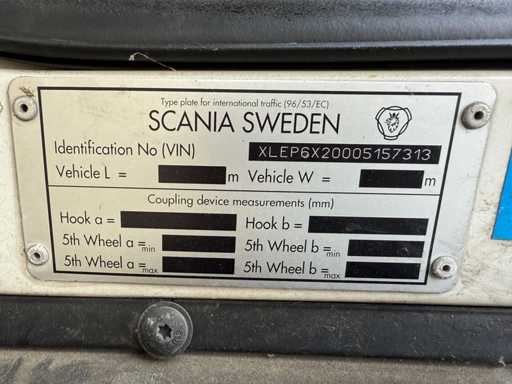 Type plate for international traffic (96/53/EC)
SCANIA SWEDEN
Identification No (VIN) XLEP6X20005157313
Vehicle L = m Vehicle W = m
Coupling device measurements (mm)
Hook a = Hook b =
5th Wheel a = min 5th Wheel b = min
5th Wheel a = max 5th Wheel b = max